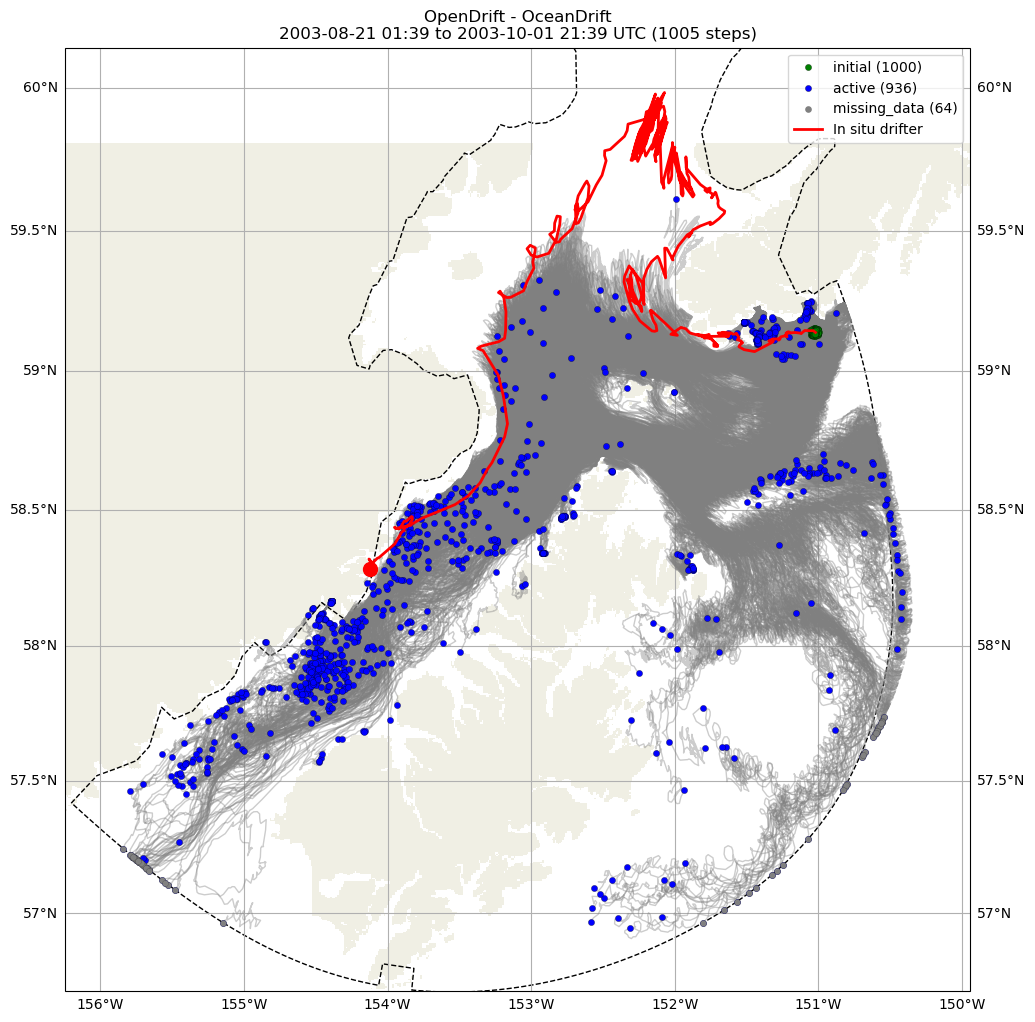 OpenDrift - OceanDrift
2003-08-21 01:39 to 2003-10-01 21:39 UTC (1005 steps)
initial (1000)
active (936)
missing_data (64)
In situ drifter
60°N
60°N
59.5°N
59.5°N
59°N
59°N
58.5°N
58.5°N
58°N
58°N
57.5°N
57.5°N
57°N
57°N
156°W 155°W 154°W 153°W 152°W 151°W 150°W